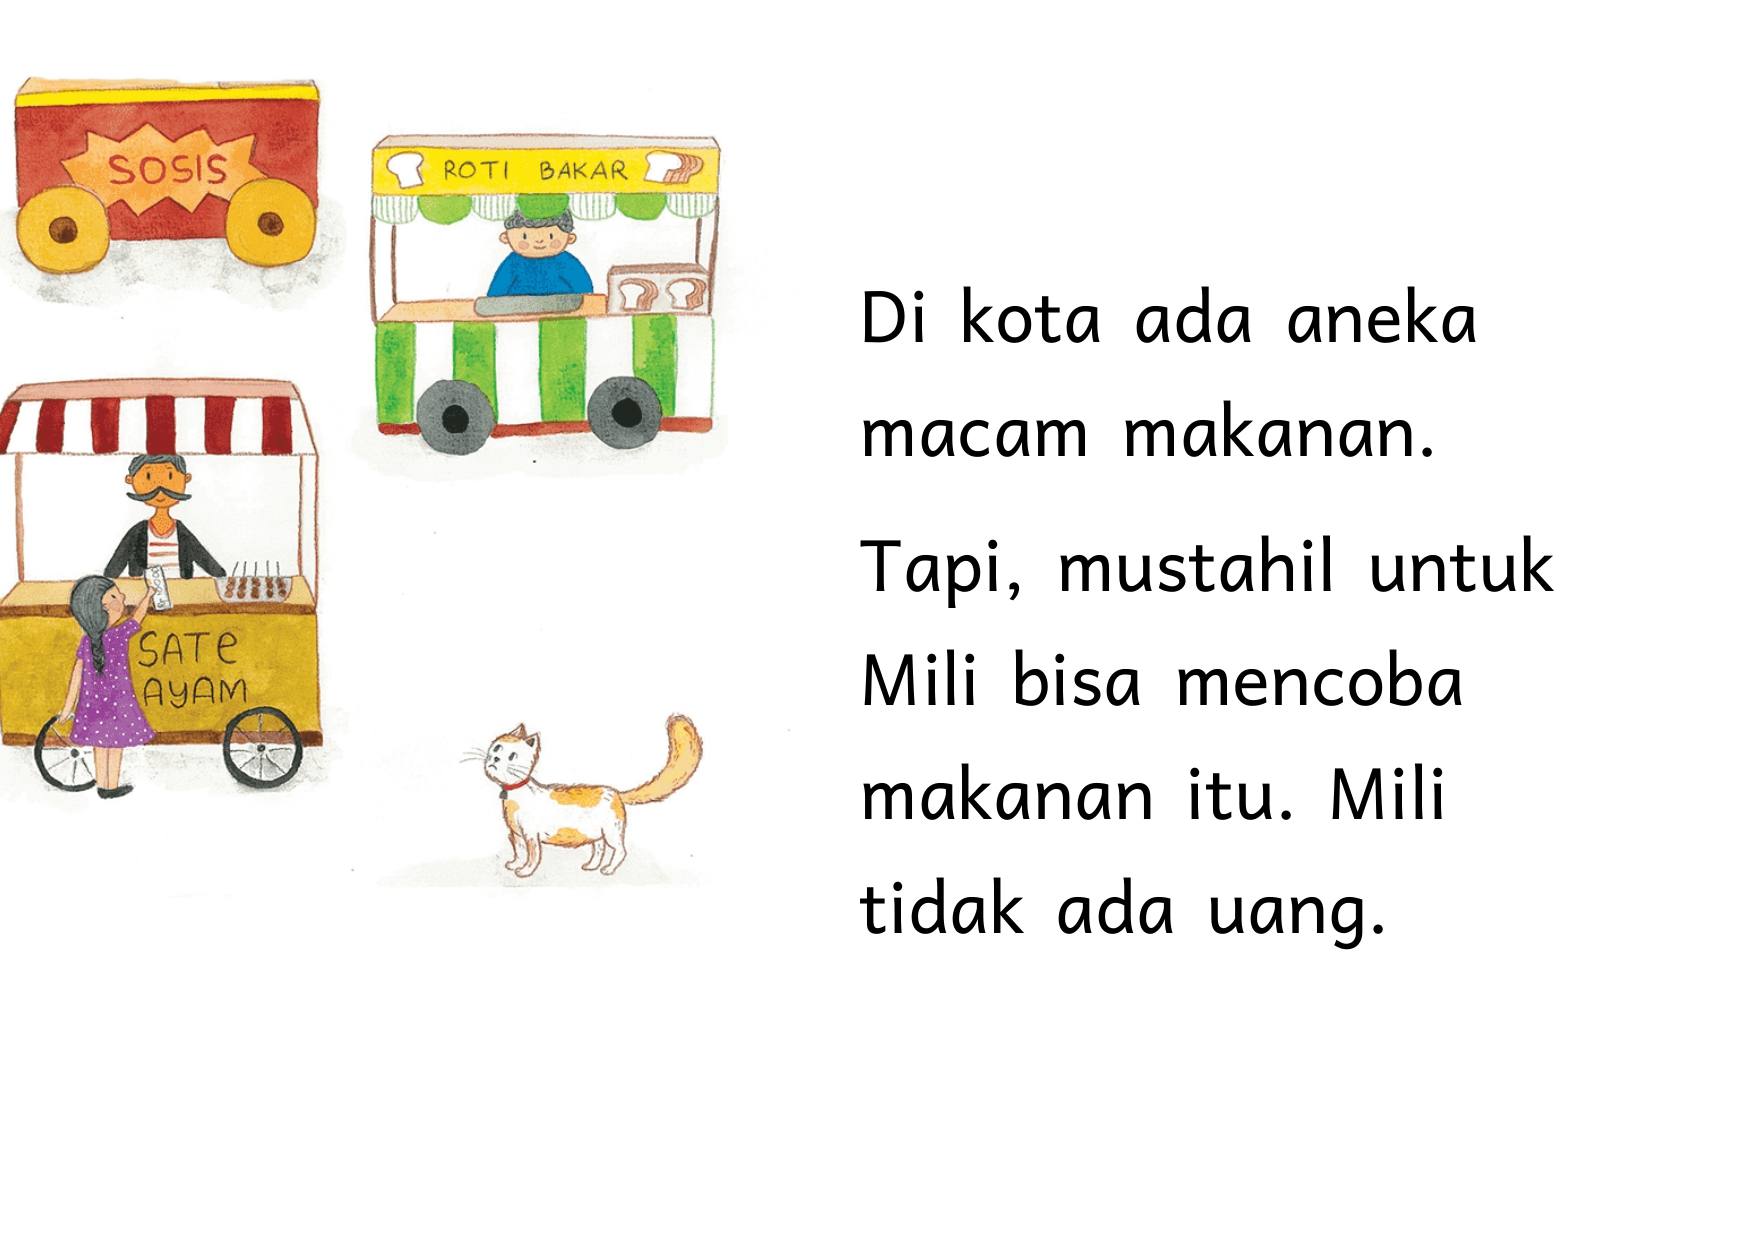 SOSIS
ROTI BAKAR
SATE
AYAM
Di kota ada aneka
macam makanan.
Tapi, mustahil untuk
Mili bisa mencoba
makanan itu. Mili
tidak ada uang.